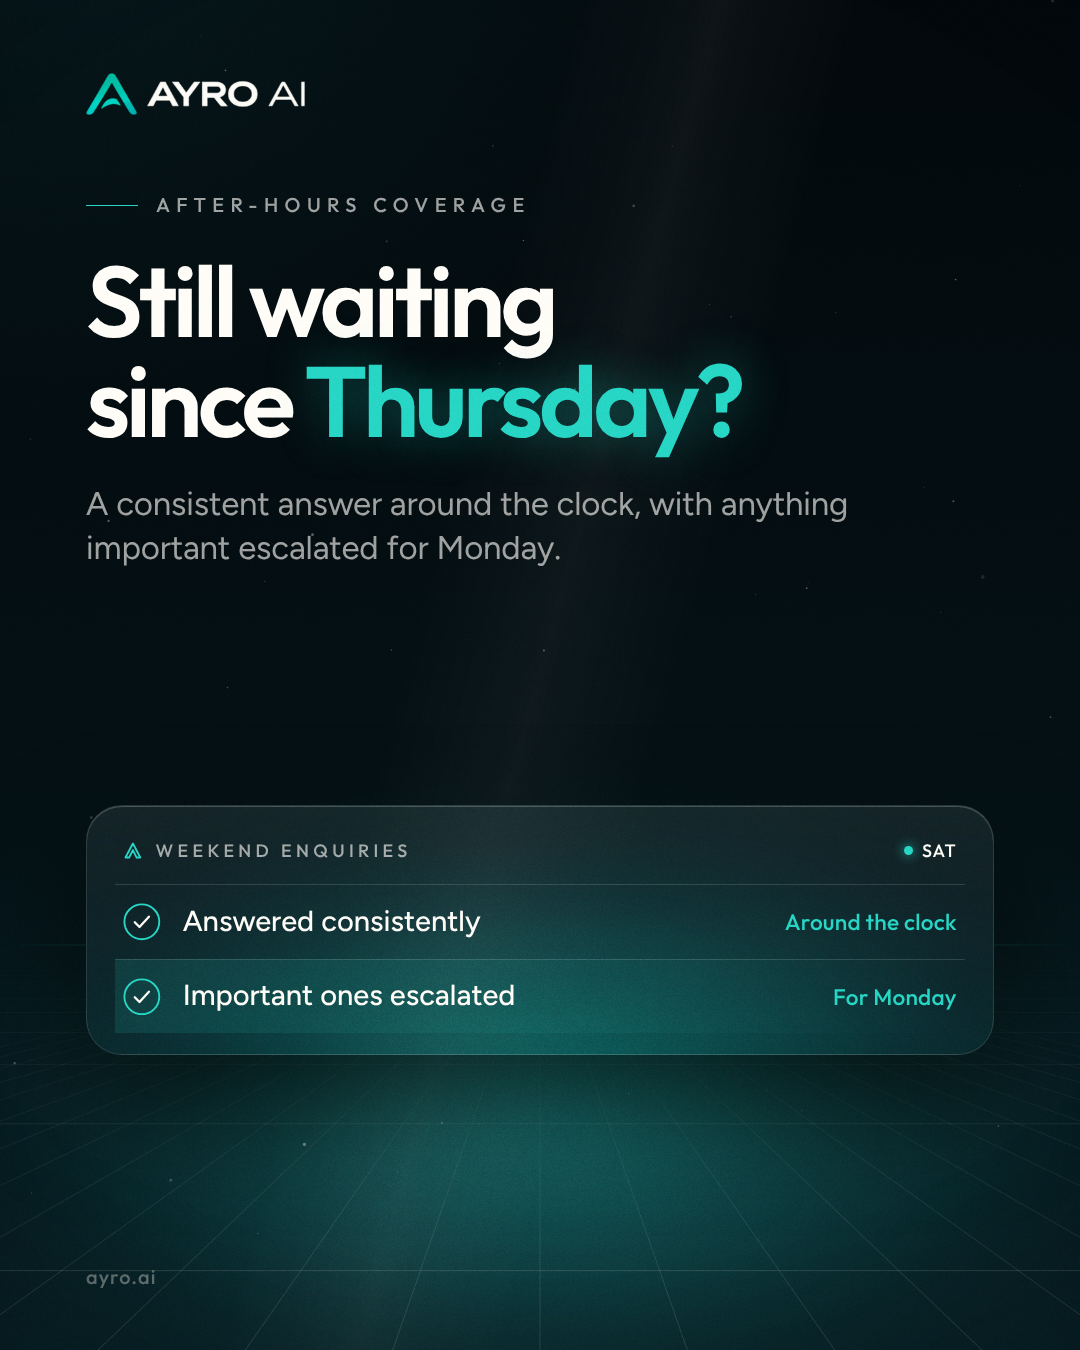 AYRO AI
AFTER-HOURS COVERAGE
Still waiting
since Thursday?
A consistent answer around the clock, with anything
important escalated for Monday.
WEEKEND ENQUIRIES
SAT
Answered consistently
Around the clock
Important ones escalated
For Monday
ayro.ai